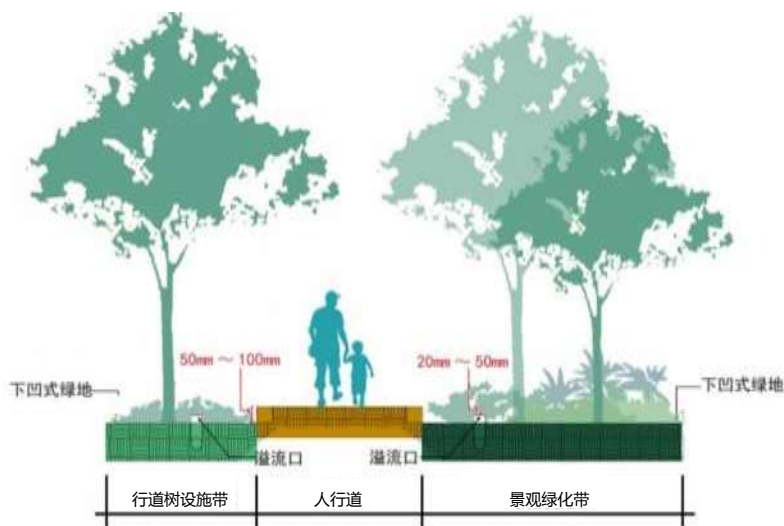 50mm～100mm
20mm～50mm
下凹式绿地
下凹式绿地
溢流口
溢流口
行道树设施带
人行道
景观绿化带